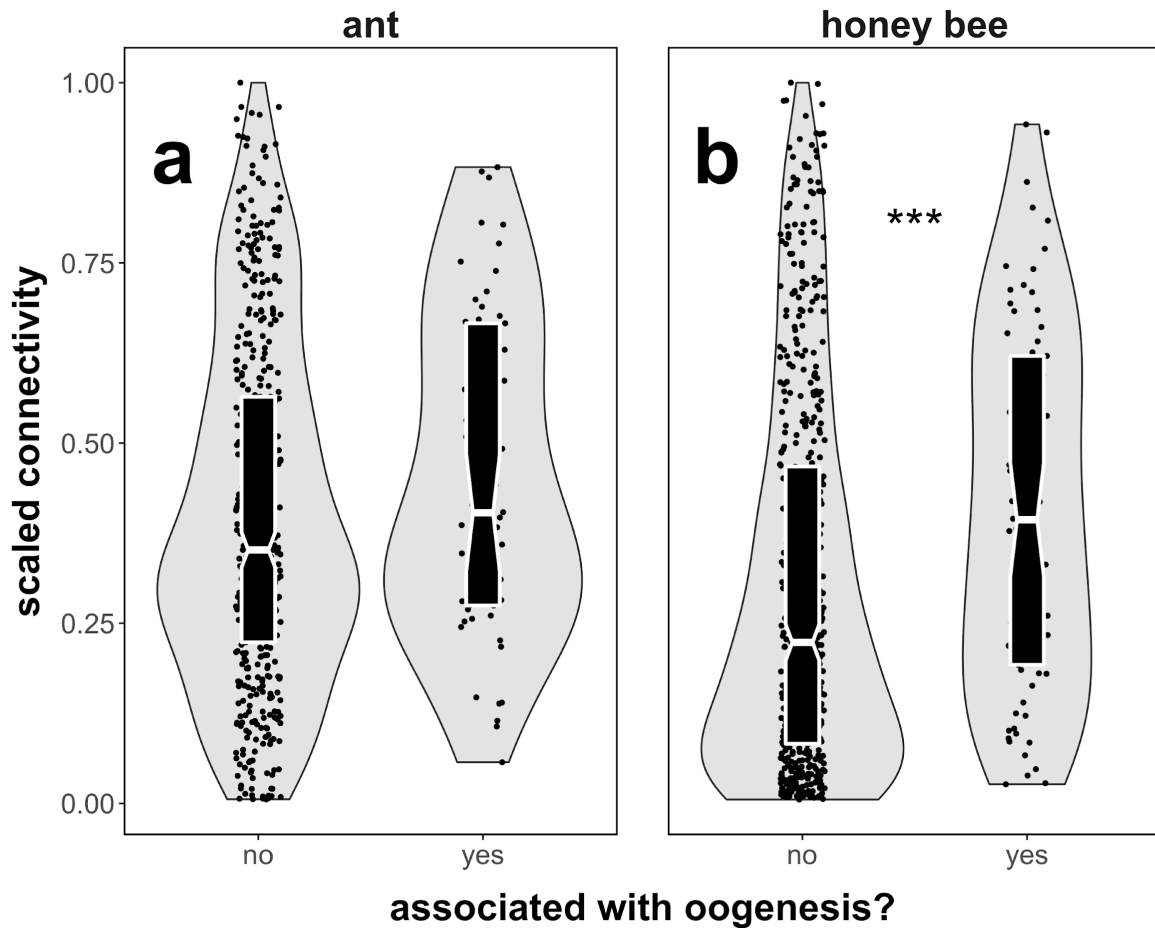 ant
honey bee
scaled connectivity
1.00
0.75
0.50
0.25
0.00
a
b
***
no
yes
no
yes
associated with oogenesis?